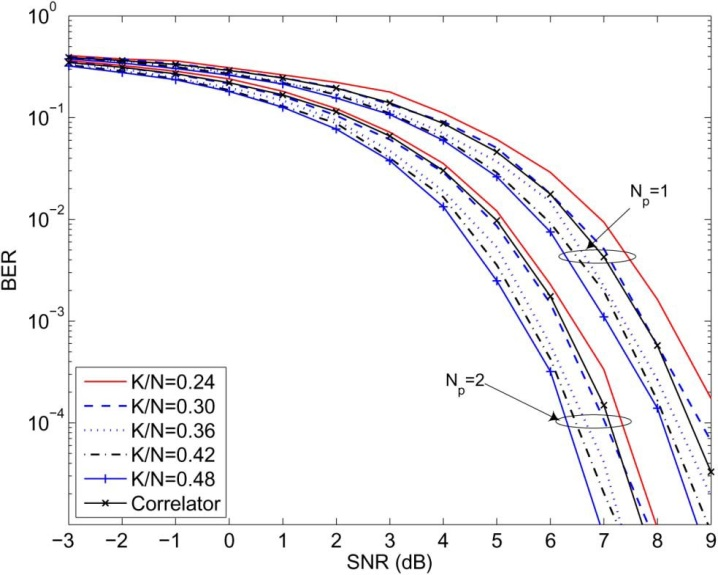 10^0
10^-1
10^-2
10^-3
10^-4
BER
N_p=1
N_p=2
K/N=0.24
K/N=0.30
K/N=0.36
K/N=0.42
K/N=0.48
Correlator
−3 −2 −1 0 1 2 3 4 5 6 7 8 9
SNR (dB)